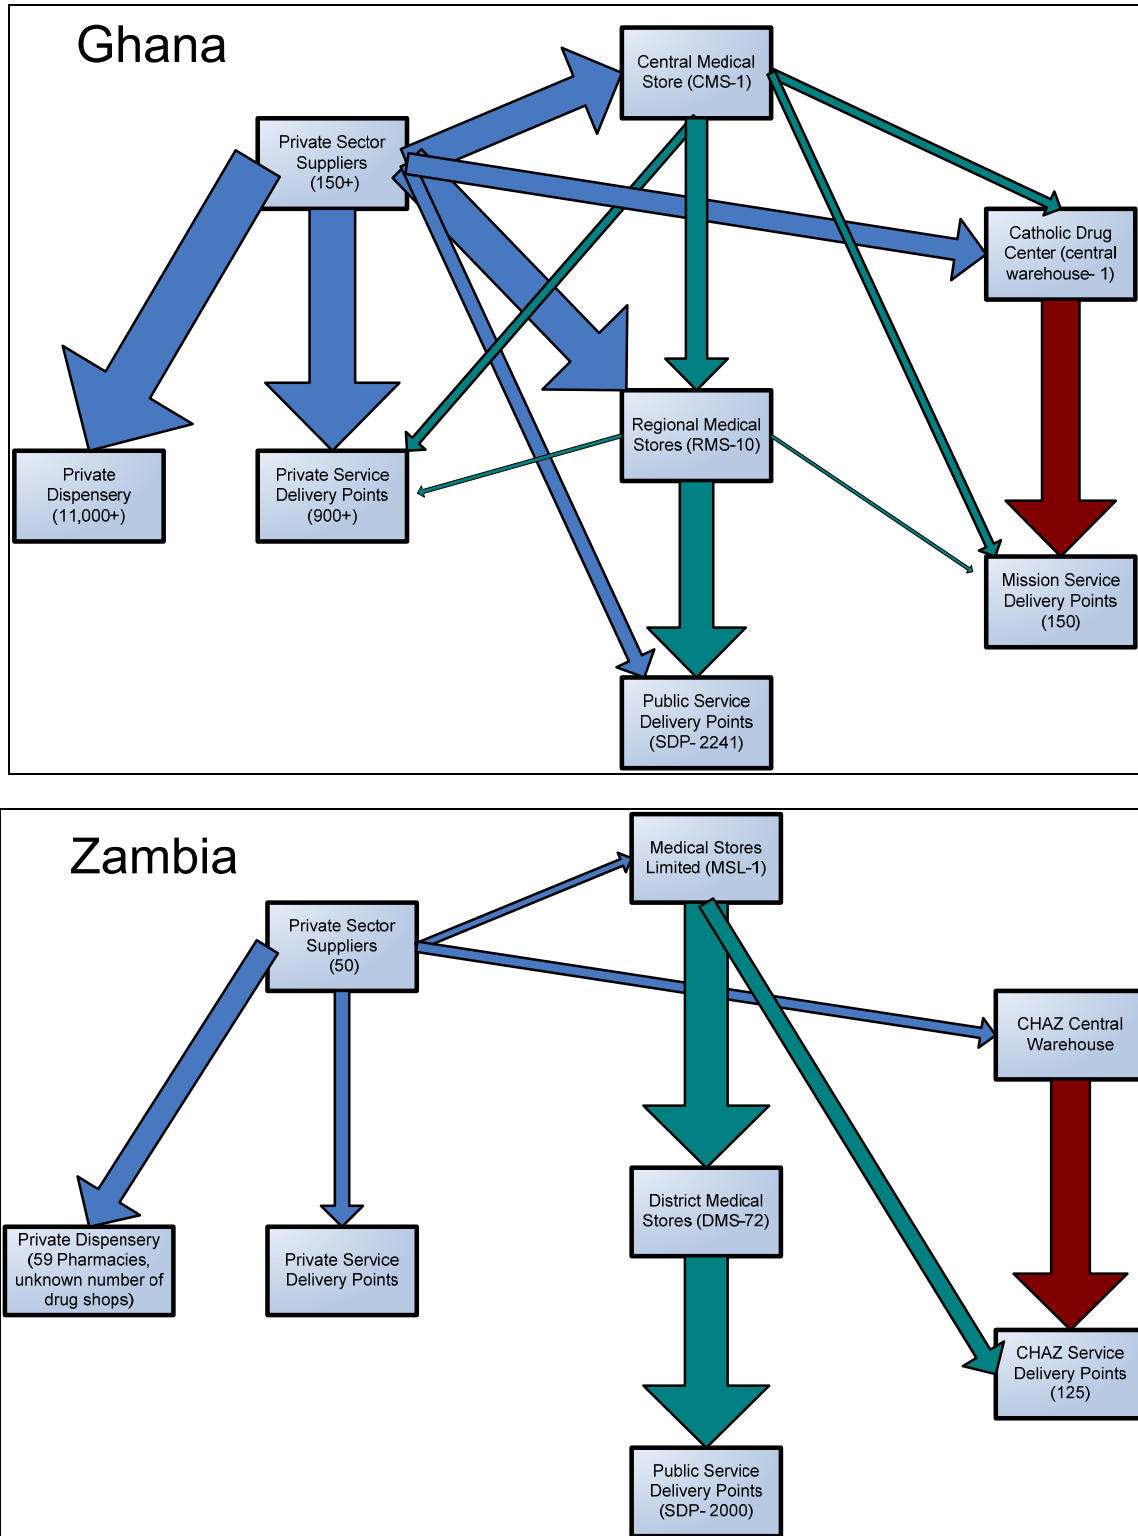 Ghana
Central Medical
Store (CMS-1)
Private Sector
Suppliers
(150+)
Catholic Drug
Center (central
warehouse- 1)
Regional Medical
Stores (RMS-10)
Private
Dispensery
(11,000+)
Private Service
Delivery Points
(900+)
Mission Service
Delivery Points
(150)
Public Service
Delivery Points
(SDP- 2241)
Zambia
Medical Stores
Limited (MSL-1)
Private Sector
Suppliers
(50)
CHAZ Central
Warehouse
District Medical
Stores (DMS-72)
Private Dispensery
(59 Pharmacies,
unknown number of
drug shops)
Private Service
Delivery Points
CHAZ Service
Delivery Points
(125)
Public Service
Delivery Points
(SDP- 2000)